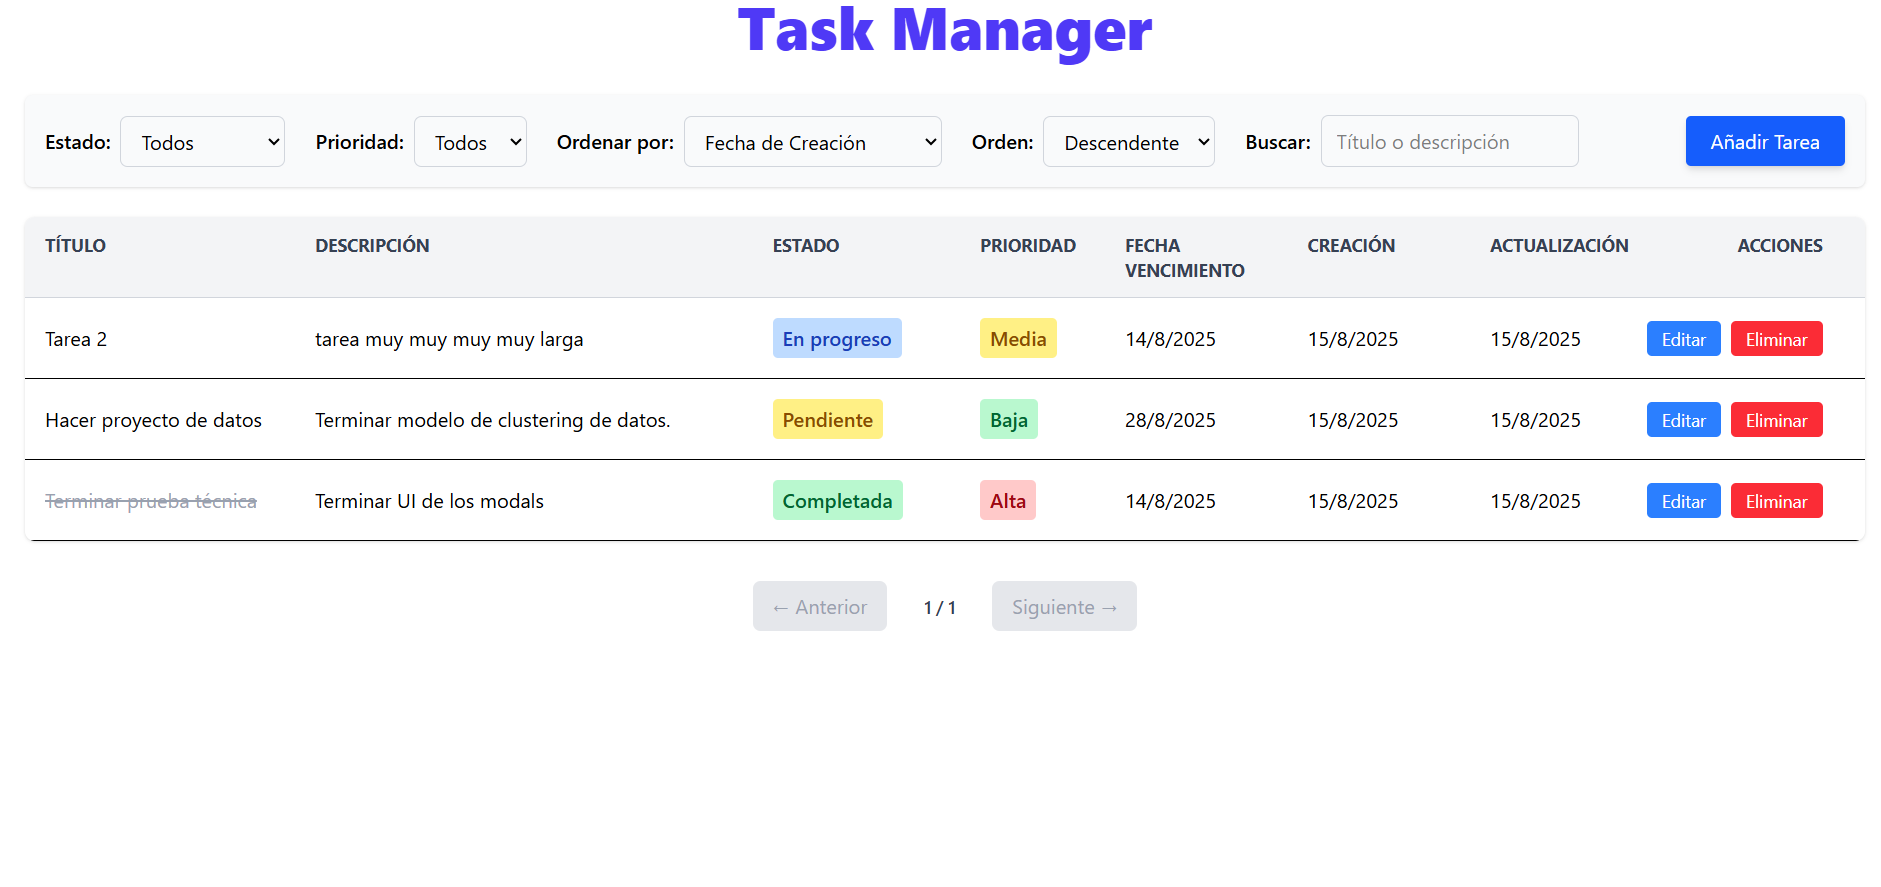 Task Manager
Estado: Todos Prioridad: Todos Ordenar por: Fecha de Creación Orden: Descendente Buscar: Título o descripción Añadir Tarea
TÍTULO DESCRIPCIÓN ESTADO PRIORIDAD FECHA VENCIMIENTO CREACIÓN ACTUALIZACIÓN ACCIONES
Tarea 2 tarea muy muy muy muy larga En progreso Media 14/8/2025 15/8/2025 15/8/2025 Editar Eliminar
Hacer proyecto de datos Terminar modelo de clustering de datos. Pendiente Baja 28/8/2025 15/8/2025 15/8/2025 Editar Eliminar
Terminar prueba técnica Terminar UI de los modals Completada Alta 14/8/2025 15/8/2025 15/8/2025 Editar Eliminar
← Anterior 1 / 1 Siguiente →